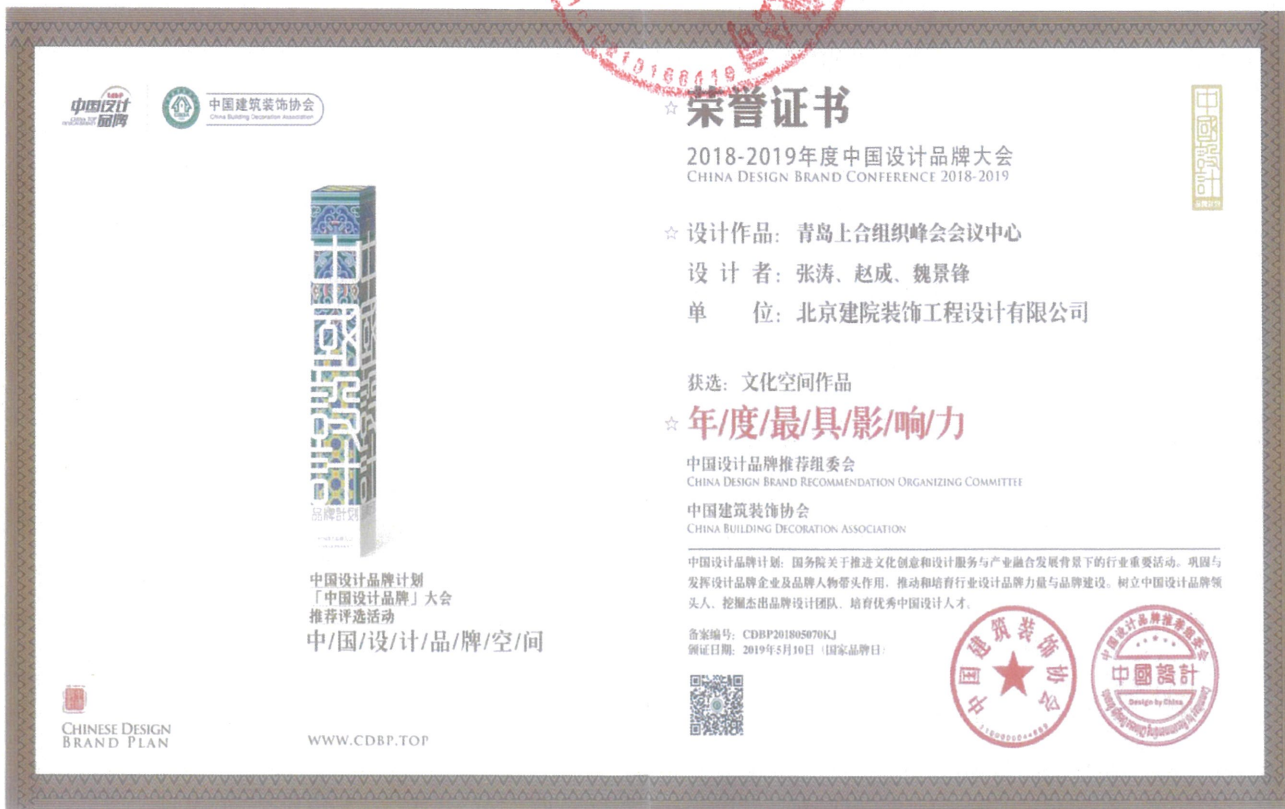 中国设计
品牌
中国建筑装饰协会
China Building Decoration Association
中國設計
品牌計划
中国设计品牌计划
「中国设计品牌」大会
推荐评选活动
中/国/设/计/品/牌/空/间
CHINESE DESIGN
BRAND PLAN
WWW.CDBP.TOP
荣誉证书
2018-2019年度中国设计品牌大会
CHINA DESIGN BRAND CONFERENCE 2018-2019
中國設計
☆ 设计作品：青岛上合组织峰会会议中心
设 计 者：张涛、赵成、魏景锋
单 位：北京建院装饰工程设计有限公司
获选：文化空间作品
☆ 年/度/最/具/影/响/力
中国设计品牌推荐组委会
CHINA DESIGN BRAND RECOMMENDATION ORGANIZING COMMITTEE
中国建筑装饰协会
CHINA BUILDING DECORATION ASSOCIATION
中国设计品牌计划：国务院关于推进文化创意和设计服务与产业融合发展背景下的行业重要活动。巩固与
发挥设计品牌企业及品牌人物带头作用，推动和培育行业设计品牌力量与品牌建设。树立中国设计品牌领
头人、挖掘杰出品牌设计团队、培育优秀中国设计人才。
备案编号：CDBP201805070KJ
颁证日期：2019年5月10日（国家品牌日）
中国建筑装饰协会
中国设计品牌推荐组委会
中國設計
Design by China